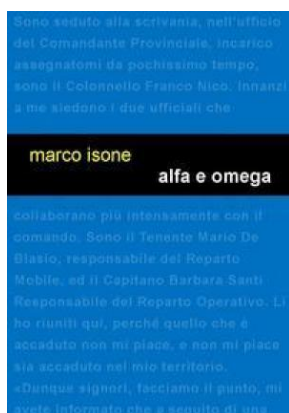 Sono seduto alla scrivania, nell'ufficio
del Comandante Provinciale, incarico
assegnatomi da pochissimo tempo,
sono il Colonnello Franco Nico. Innanzi
a me siedono i due ufficiali che
marco isone
alfa e omega
collaborano più intensamente con il
comando. Sono il Tenente Mario De
Blasio, responsabile del Reparto
Mobile, ed il Capitano Barbara Santi
Responsabile del Reparto Operativo. Li
ho riuniti qui, perché quello che è
accaduto non mi piace, e non mi piace
sia accaduto nel mio territorio.
«Dunque signori, facciamo il punto, mi
avete informato che a seguito di una